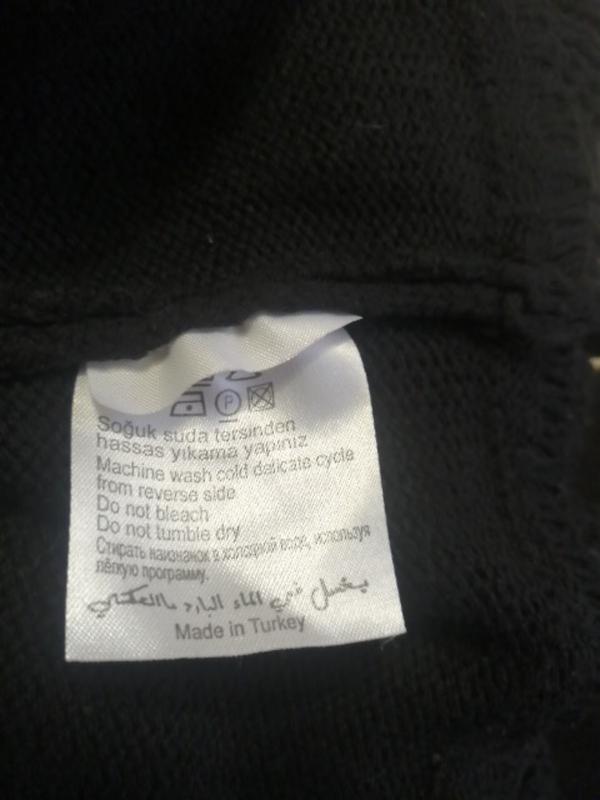 P
Soğuk suda tersinden
hassas yıkama yapınız
Machine wash cold delicate cycle
from reverse side
Do not bleach
Do not tumble dry
Стирать наизнанок в холодной воде, используя
лёгкую программу.
يغسل في الماء البارد بالعكس
Made in Turkey